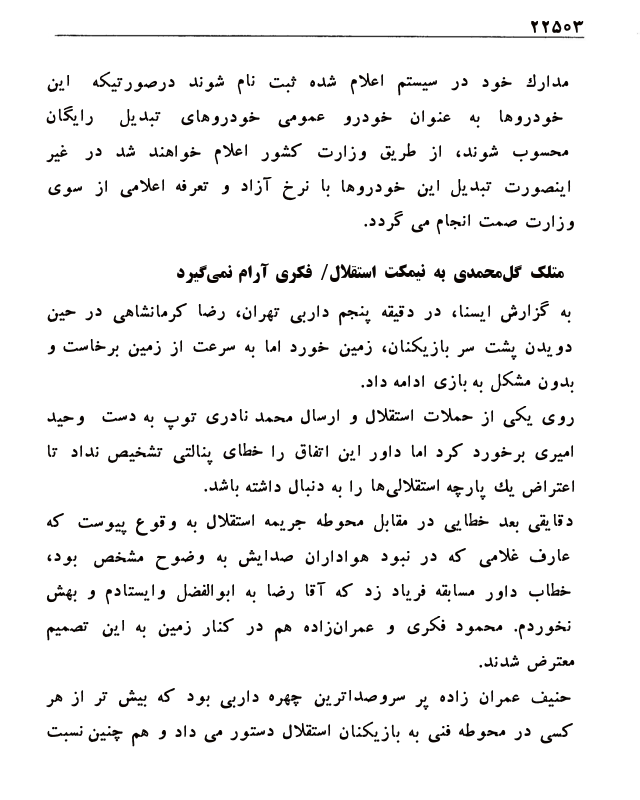 ۲۲۵۰۳
مدارك خود در سیستم اعلام شده ثبت نام شوند درصورتیکه این
خودروها به عنوان خودرو عمومی خودروهای تبدیل رایگان
محسوب شوند، از طریق وزارت کشور اعلام خواهند شد در غیر
اینصورت تبدیل این خودروها با نرخ آزاد و تعرفه اعلامی از سوی
وزارت صمت انجام می گردد.
متلک گل‌محمدی به نیمکت استقلال/ فکری آرام نمی‌گیرد
به گزارش ایسنا، در دقیقه پنجم داربی تهران، رضا کرمانشاهی در حین
دویدن پشت سر بازیکنان، زمین خورد اما به سرعت از زمین برخاست و
بدون مشکل به بازی ادامه داد.
روی یکی از حملات استقلال و ارسال محمد نادری توپ به دست وحید
امیری برخورد کرد اما داور این اتفاق را خطای پنالتی تشخیص نداد تا
اعتراض يك پارچه استقلالی‌ها را به دنبال داشته باشد.
دقایقی بعد خطایی در مقابل محوطه جریمه استقلال به وقوع پیوست که
عارف غلامی که در نبود هواداران صدایش به وضوح مشخص بود،
خطاب داور مسابقه فریاد زد که آقا رضا به ابوالفضل وایستادم و بهش
نخوردم. محمود فکری و عمران‌زاده هم در کنار زمین به این تصمیم
معترض شدند.
حنیف عمران زاده پر سروصداترین چهره داربی بود که بیش تر از هر
کسی در محوطه فنی به بازیکنان استقلال دستور می داد و هم چنین نسبت